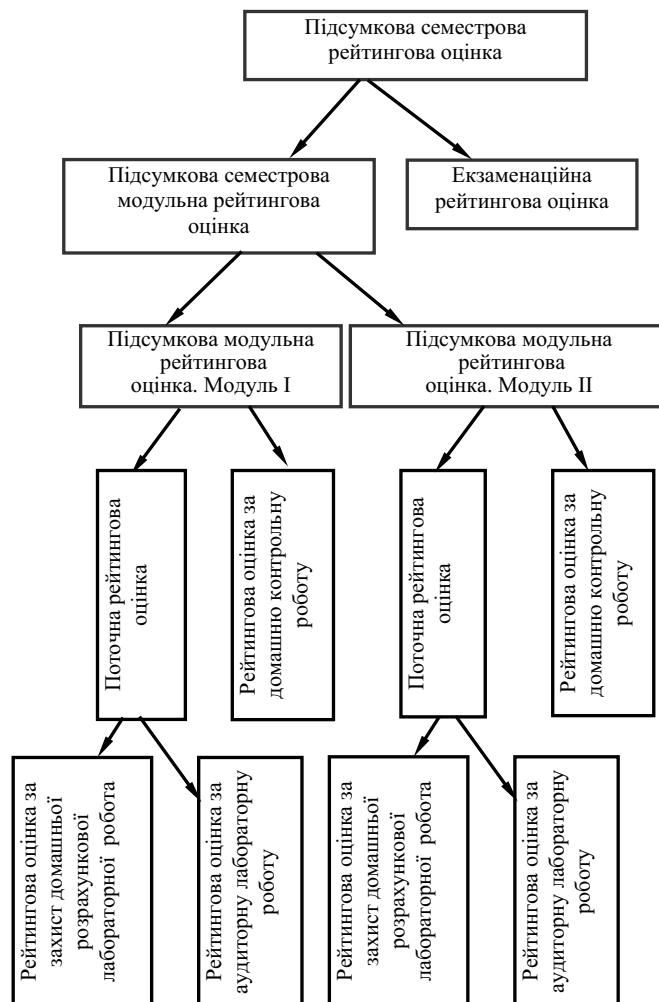 Підсумкова семестрова
рейтингова оцінка
Підсумкова семестрова
модульна рейтингова
оцінка
Екзаменаційна
рейтингова оцінка
Підсумкова модульна
рейтингова
оцінка. Модуль I
Підсумкова модульна
рейтингова
оцінка. Модуль II
Поточна рейтингова
оцінка
Рейтингова оцінка за
домашню контрольну
роботу
Поточна рейтингова
оцінка
Рейтингова оцінка за
домашню контрольну
роботу
Рейтингова оцінка за
захист домашньої
розрахункової
лабораторної робота
Рейтингова оцінка за
аудиторну лабораторну
роботу
Рейтингова оцінка за
захист домашньої
розрахункової
лабораторної робота
Рейтингова оцінка за
аудиторну лабораторну
роботу